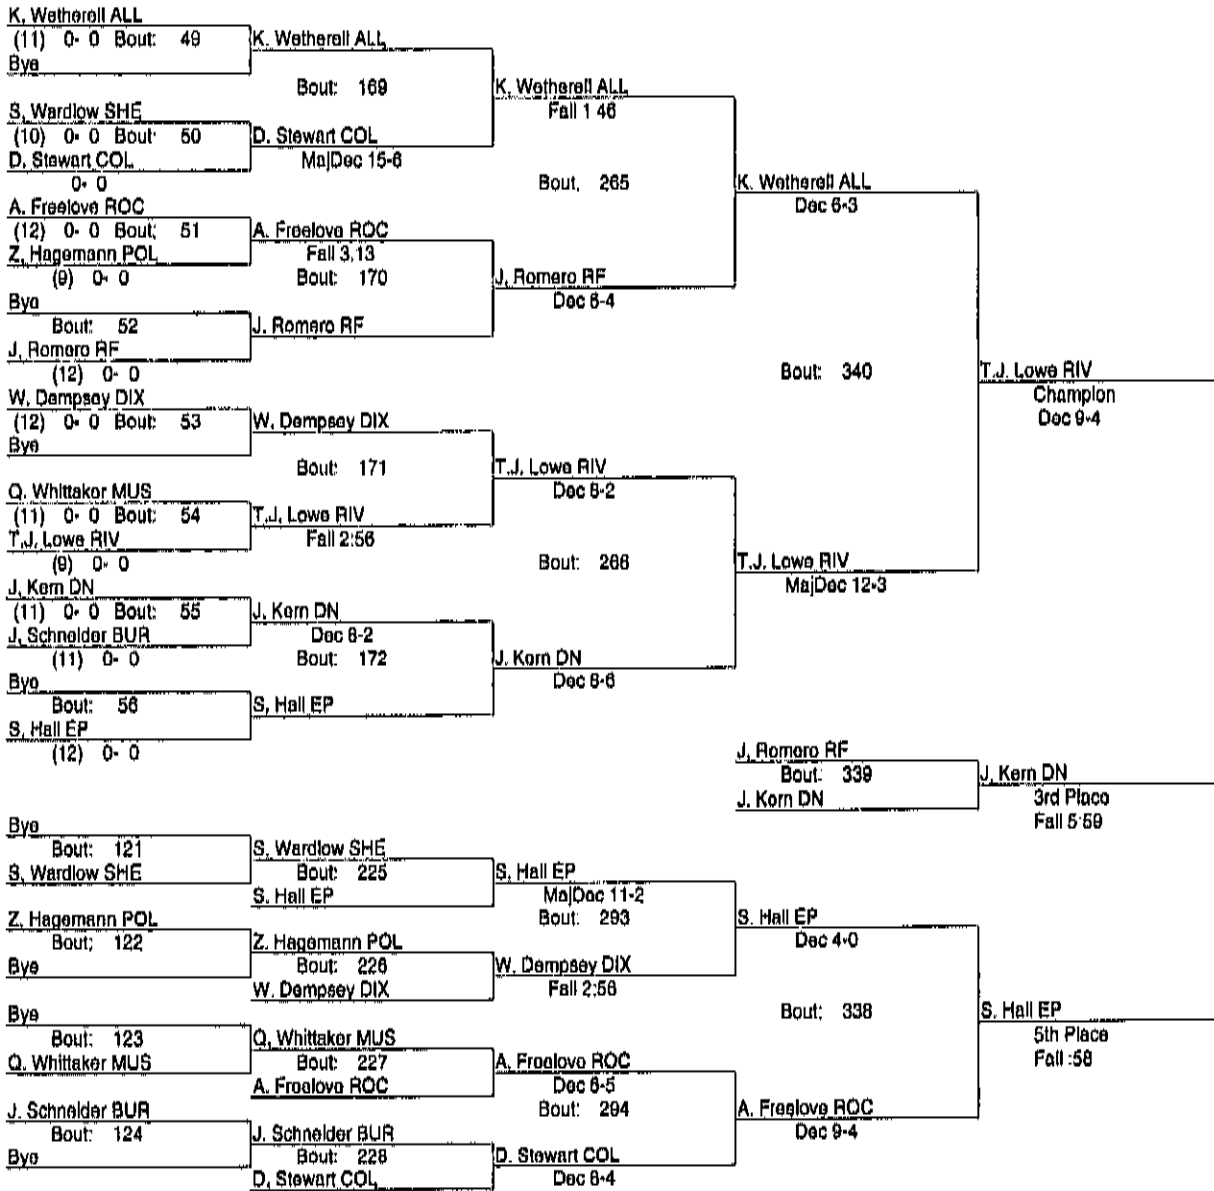 K, Wetherell ALL
(11) 0- 0 Bout: 49
Bye
K. Wetherell ALL
Bout: 169
S, Wardlow SHE
(10) 0- 0 Bout: 50
D, Stewart COL
0- 0
D. Stewart COL
MajDec 15-6
K. Wetherell ALL
Fall 1 46
Bout, 265
A. Freelove ROC
(12) 0- 0 Bout; 51
Z, Hagemann POL
(9) 0- 0
A. Freelove ROC
Fall 3,13
Bout: 170
Bye
Bout: 52
J, Romero RF
(12) 0- 0
J. Romero RF
J, Romero RF
Dec 6-4
K. Wetherell ALL
Dec 6-3
Bout: 340
W, Dempsey DIX
(12) 0- 0 Bout: 53
Bye
W, Dempsey DIX
Bout: 171
Q. Whittaker MUS
(11) 0- 0 Bout: 54
T.J, Lowe RIV
(9) 0- 0
T.J. Lowe RIV
Fall 2:56
T.J. Lowe RIV
Dec 8-2
Bout: 266
J, Kern DN
(11) 0- 0 Bout: 55
J, Schneider BUR
(11) 0- 0
J. Kern DN
Dec 8-2
Bout: 172
Bye
Bout: 56
S, Hall EP
(12) 0- 0
S, Hall EP
J. Kern DN
Dec 8-6
T.J. Lowe RIV
MajDec 12-3
T.J. Lowe RIV
Champion
Dec 9-4
J, Romero RF
Bout: 339
J. Kern DN
J, Kern DN
3rd Place
Fall 5:59
Bye
Bout: 121
S, Wardlow SHE
S, Wardlow SHE
Bout: 225
S. Hall EP
S, Hall EP
MajDec 11-2
Bout: 293
Z, Hagemann POL
Bout; 122
Bye
Z. Hagemann POL
Bout: 226
W. Dempsey DIX
W. Dempsey DIX
Fall 2:56
S. Hall EP
Dec 4-0
Bout: 338
Bye
Bout: 123
Q. Whittaker MUS
Q, Whittaker MUS
Bout: 227
A. Freelove ROC
A, Freelove ROC
Dec 6-5
Bout: 294
J. Schneider BUR
Bout: 124
Bye
J. Schneider BUR
Bout: 228
D, Stewart COL
D. Stewart COL
Dec 8-4
A, Freelove ROC
Dec 9-4
S. Hall EP
5th Place
Fall :58